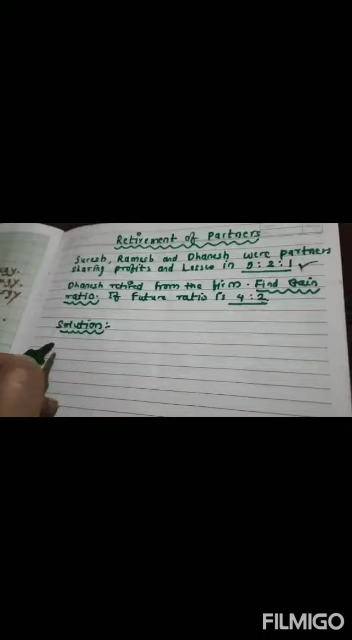 Retirement of Partners
Suresh, Ramesh and Dhanesh were partners
sharing profits and Losses in 5:2:1 ✓
Dhanesh retired from the firm. Find Gain
ratio. If Future ratio is 4:2
Solution:-
FILMIGO